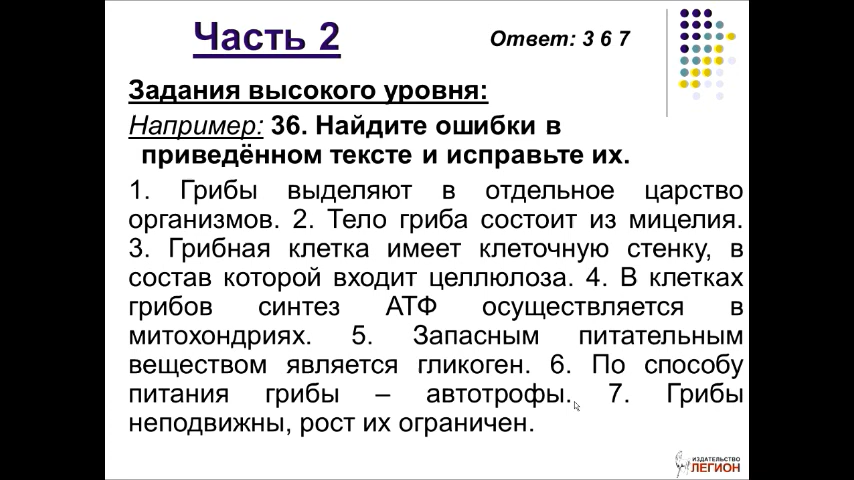 Часть 2
Ответ: 3 6 7
Задания высокого уровня:
Например: 36. Найдите ошибки в
приведённом тексте и исправьте их.
1. Грибы выделяют в отдельное царство
организмов. 2. Тело гриба состоит из мицелия.
3. Грибная клетка имеет клеточную стенку, в
состав которой входит целлюлоза. 4. В клетках
грибов синтез АТФ осуществляется в
митохондриях. 5. Запасным питательным
веществом является гликоген. 6. По способу
питания грибы – автотрофы. 7. Грибы
неподвижны, рост их ограничен.
ИЗДАТЕЛЬСТВО
ЛЕГИОН